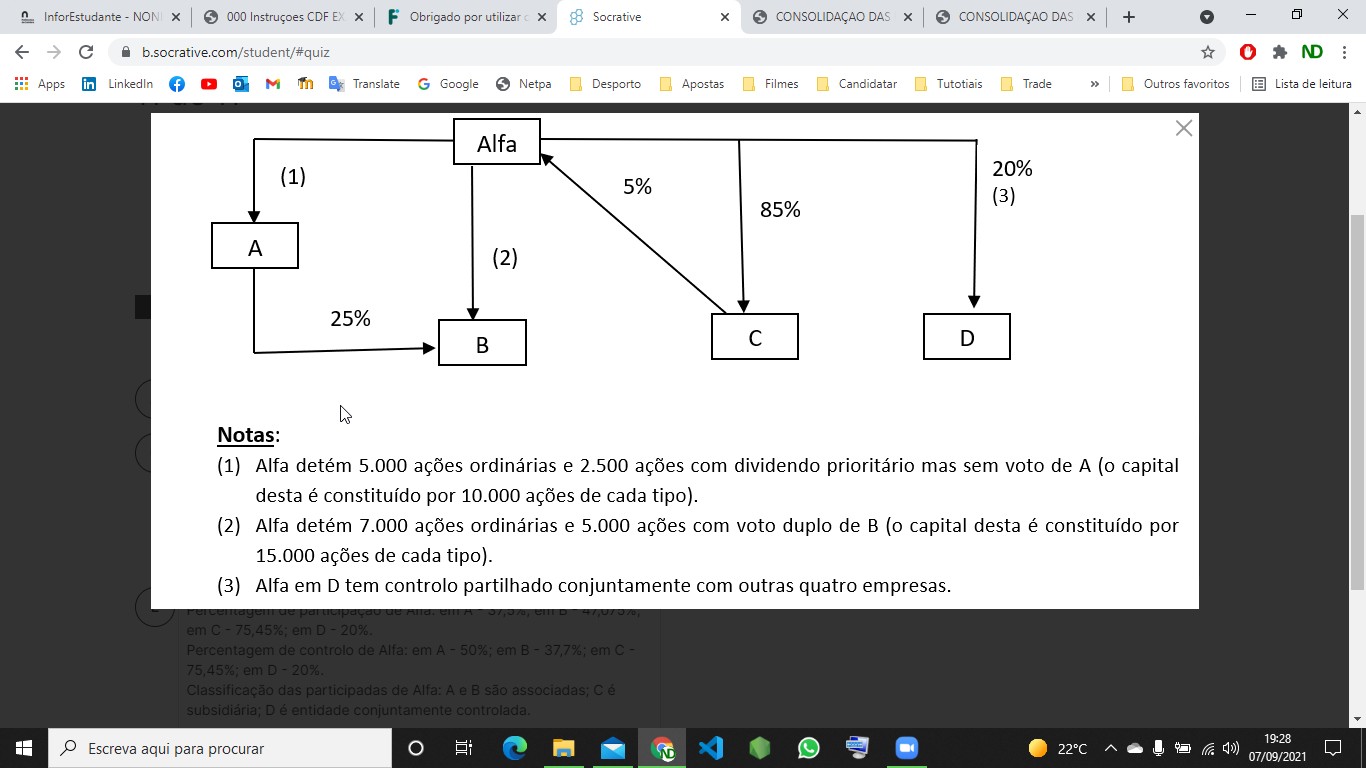 InforEstudante - NONI
000 Instruçoes CDF EX
Obrigado por utilizar o
Socrative
CONSOLIDAÇAO DAS
CONSOLIDAÇAO DAS
b.socrative.com/student/#quiz
ND
Apps
LinkedIn
Translate
Google
Netpa
Desporto
Apostas
Filmes
Candidatar
Tutotiais
Trade
»
Outros favoritos
Lista de leitura
Alfa
(1)
5%
20%
(3)
85%
A
(2)
25%
B
C
D
Notas:
(1) Alfa detém 5.000 ações ordinárias e 2.500 ações com dividendo prioritário mas sem voto de A (o capital
desta é constituído por 10.000 ações de cada tipo).
(2) Alfa detém 7.000 ações ordinárias e 5.000 ações com voto duplo de B (o capital desta é constituído por
15.000 ações de cada tipo).
(3) Alfa em D tem controlo partilhado conjuntamente com outras quatro empresas.
Percentagem de participação de Alfa: em A - 37,5%; em B - 47,075%;
em C - 75,45%; em D - 20%.
Percentagem de controlo de Alfa: em A - 50%; em B - 37,7%; em C -
75,45%; em D - 20%.
Classificação das participadas de Alfa: A e B são associadas; C é
subsidiária; D é entidade conjuntamente controlada.
Escreva aqui para procurar
22°C
19:28
07/09/2021